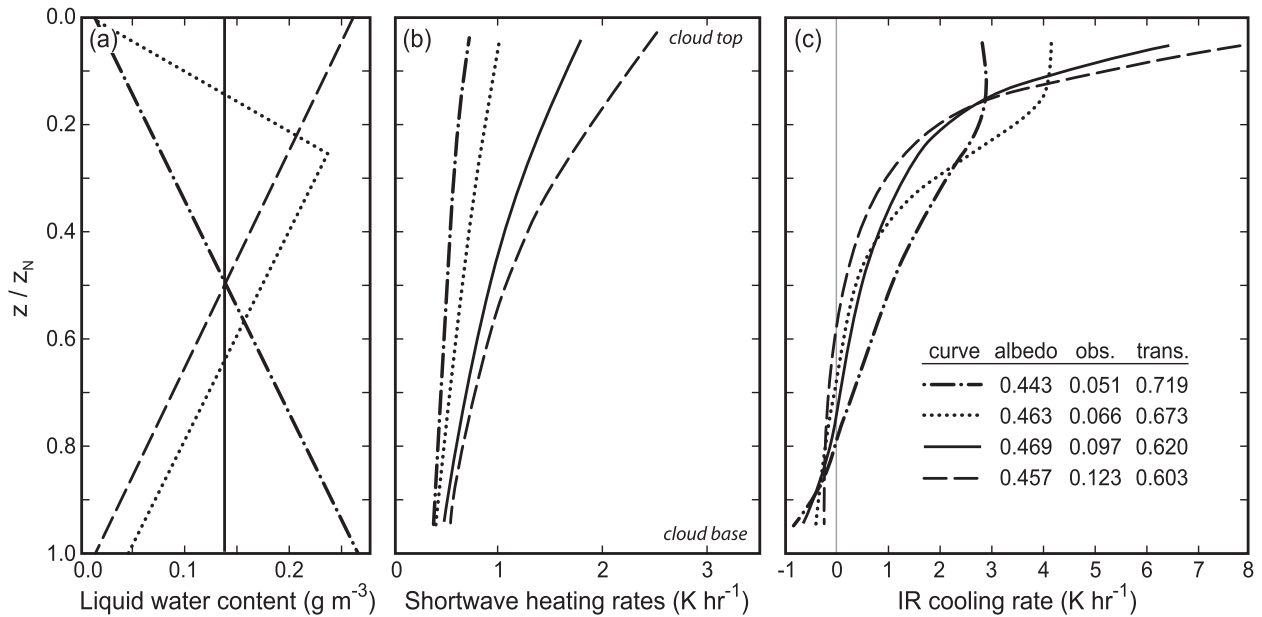 (a)
(b)
(c)
cloud top
cloud base
0.0
0.2
0.4
0.6
0.8
1.0
z / z_N
0.0 0.1 0.2
Liquid water content (g m⁻³)
0 1 2 3
Shortwave heating rates (K hr⁻¹)
curve albedo obs. trans.
0.443 0.051 0.719
0.463 0.066 0.673
0.469 0.097 0.620
0.457 0.123 0.603
-1 0 1 2 3 4 5 6 7 8
IR cooling rate (K hr⁻¹)